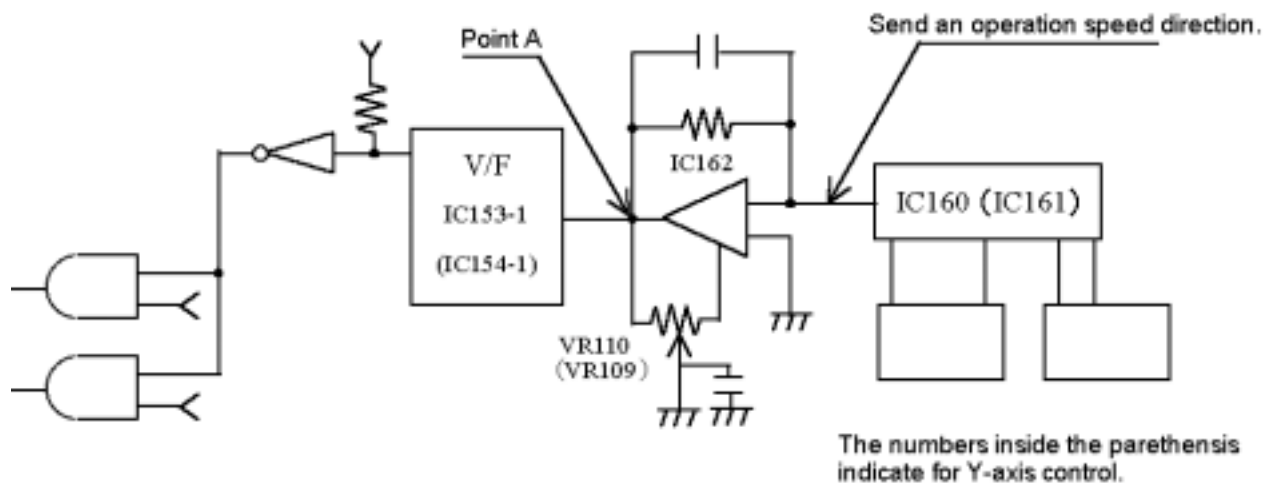 Send an operation speed direction.
Point A
IC162
V/F
IC153-1
(IC154-1)
IC160 (IC161)
VR110
(VR109)
The numbers inside the parethensis
indicate for Y-axis control.